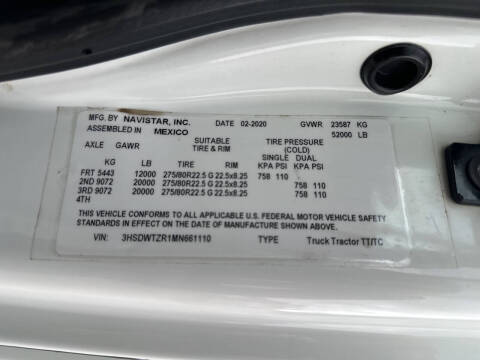 MFG. BY NAVISTAR, INC. DATE 02-2020 GVWR 23587 KG
ASSEMBLED IN MEXICO 52000 LB
AXLE GAWR SUITABLE TIRE & RIM TIRE PRESSURE (COLD)
SINGLE DUAL
KG LB TIRE RIM KPA PSI KPA PSI
FRT 5443 12000 275/80R22.5 G 22.5x8.25 758 110
2ND 9072 20000 275/80R22.5 G 22.5x8.25 758 110
3RD 9072 20000 275/80R22.5 G 22.5x8.25 758 110
4TH
THIS VEHICLE CONFORMS TO ALL APPLICABLE U.S. FEDERAL MOTOR VEHICLE SAFETY
STANDARDS IN EFFECT ON THE DATE OF MANUFACTURE SHOWN ABOVE.
VIN: 3HSDWTZR1MN661110 TYPE Truck Tractor TT/TC